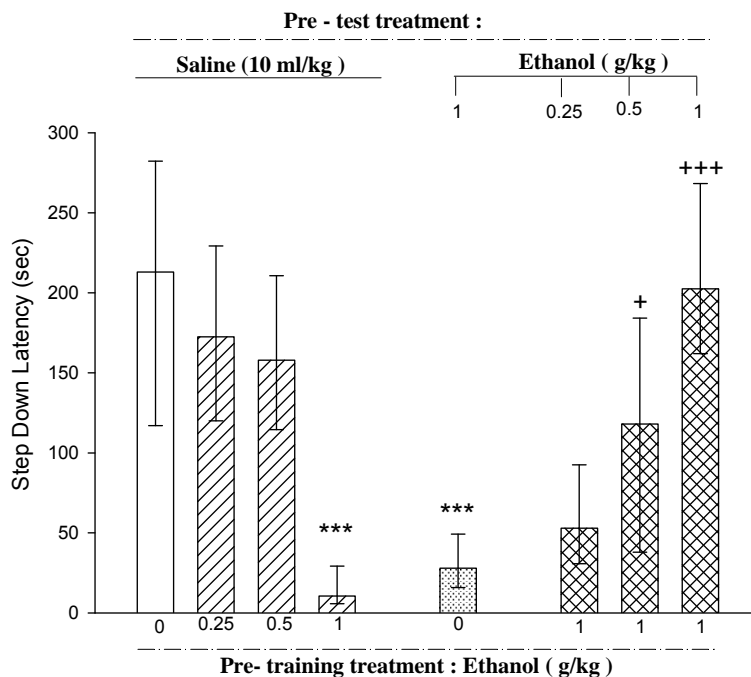 Pre - test treatment :
Saline (10 ml/kg )
Ethanol ( g/kg )
1 0.25 0.5 1
300
250
200
150
100
50
0
Step Down Latency (sec)
***
***
+
+++
0 0.25 0.5 1 0 1 1 1
Pre- training treatment : Ethanol ( g/kg )